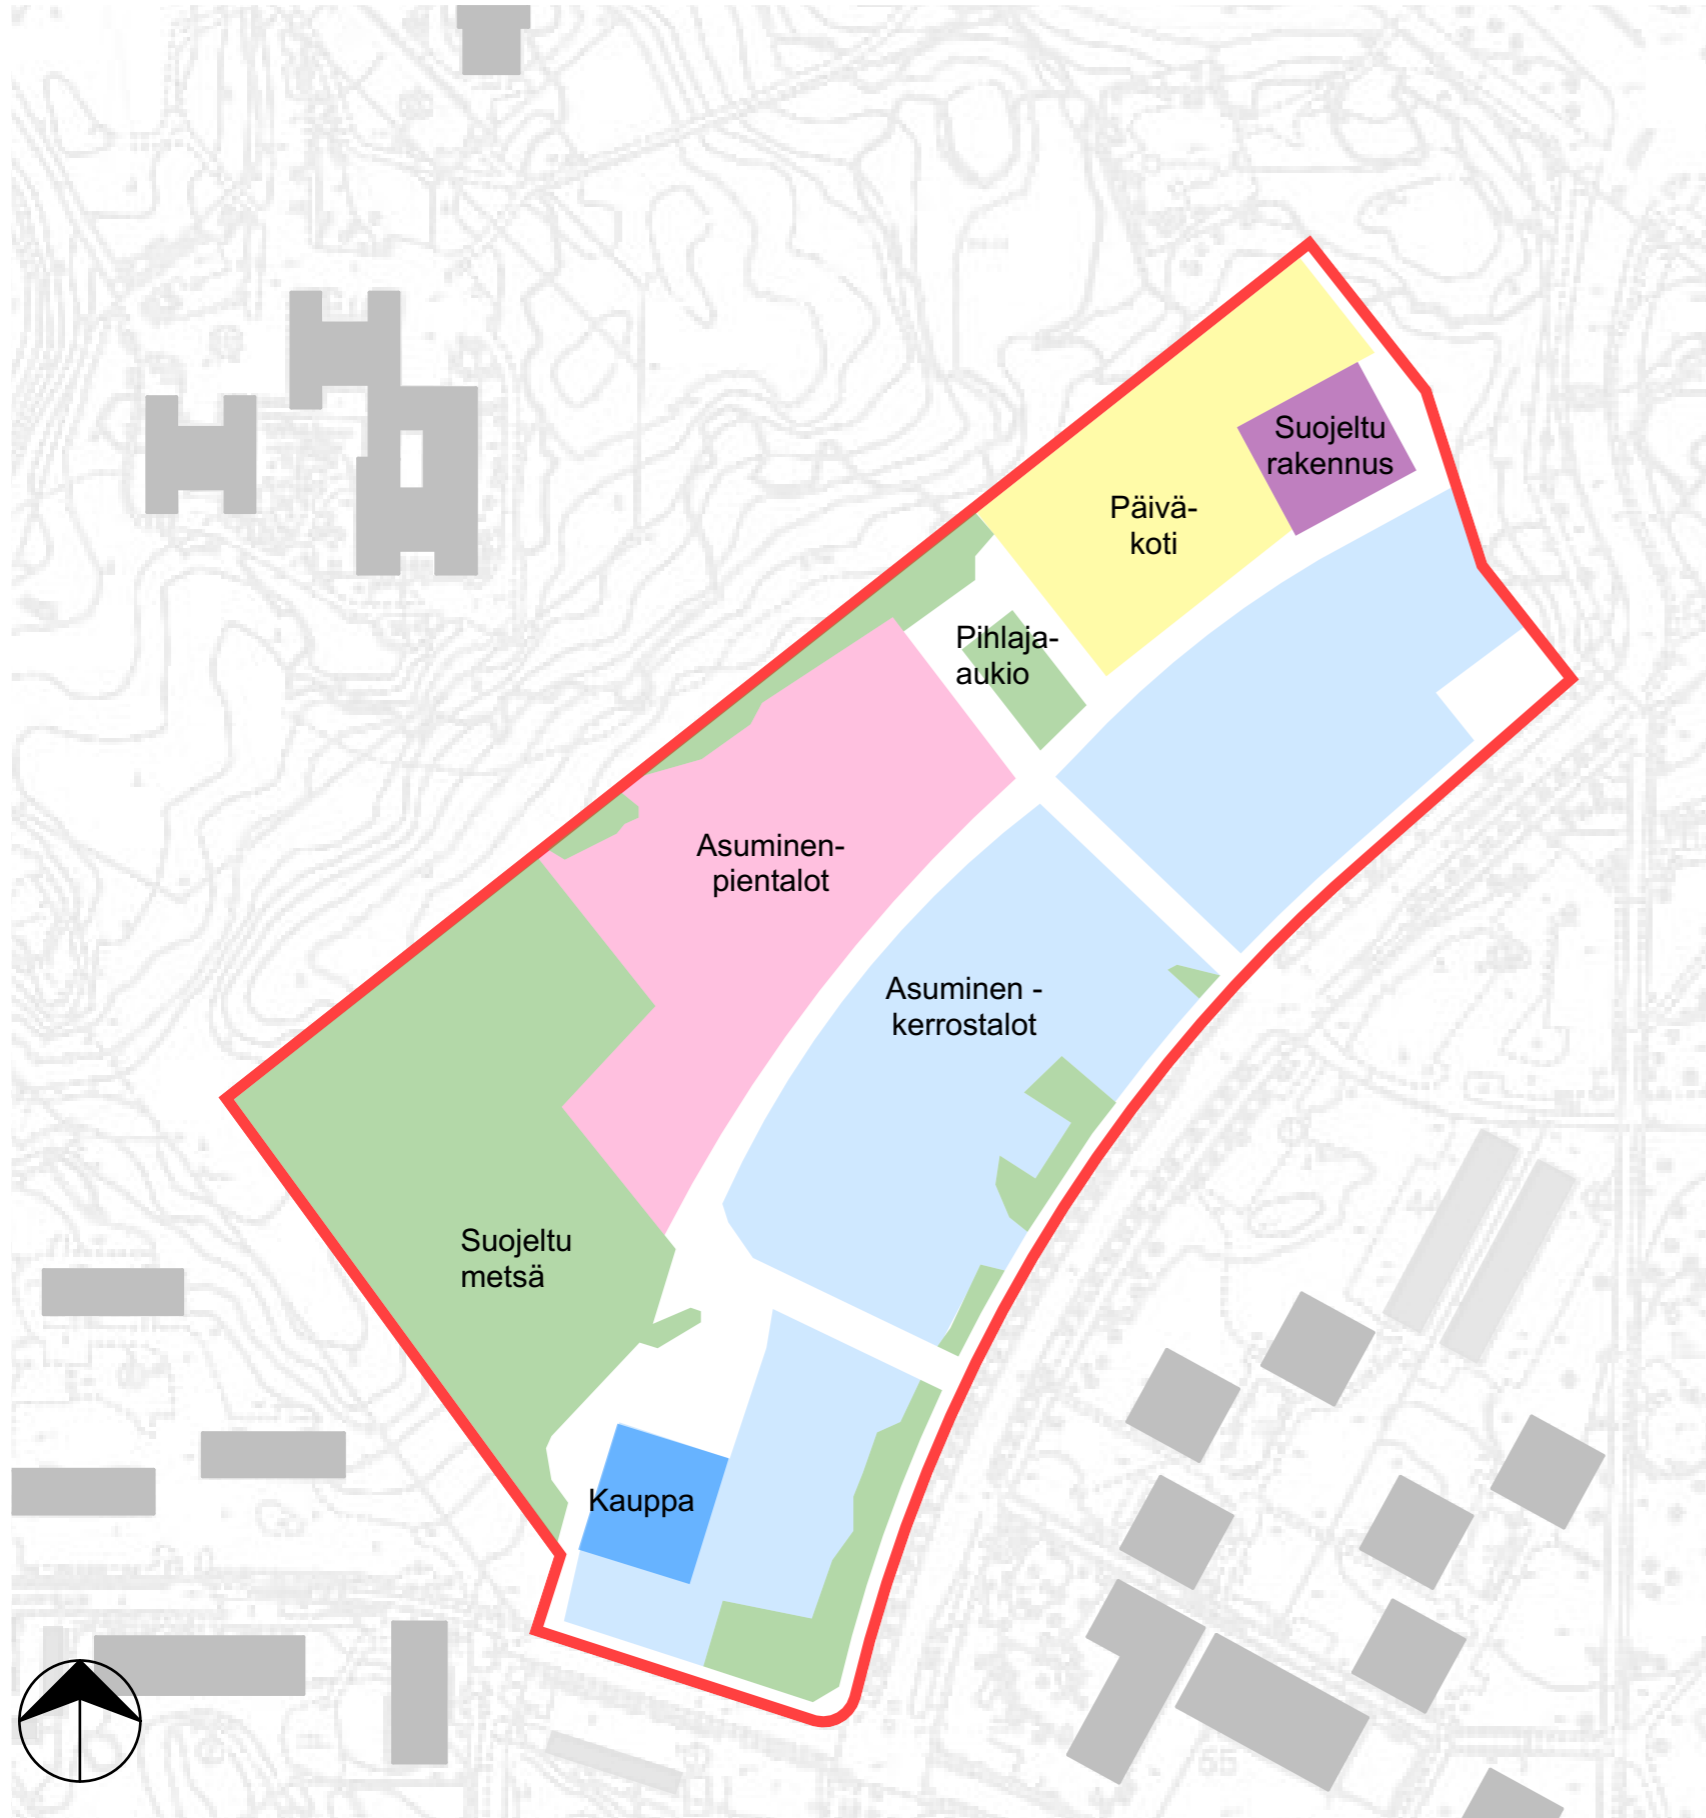 Suojeltu
rakennus
Päivä-
koti
Pihlaja-
aukio
Asuminen-
pientalot
Asuminen -
kerrostalot
Suojeltu
metsä
Kauppa